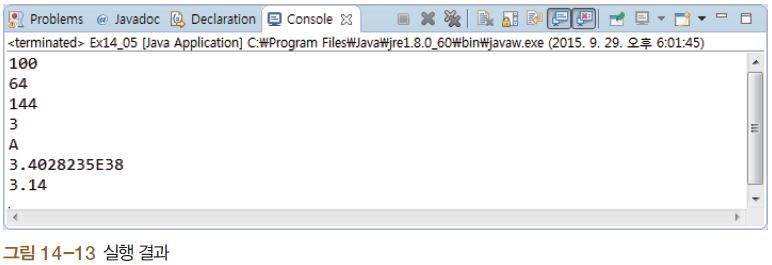 Problems @ Javadoc Declaration Console
<terminated> Ex14_05 [Java Application] C:₩Program Files₩Java₩jre1.8.0_60₩bin₩javaw.exe (2015. 9. 29. 오후 6:01:45)
100
64
144
3
A
3.4028235E38
3.14
그림 14-13 실행 결과